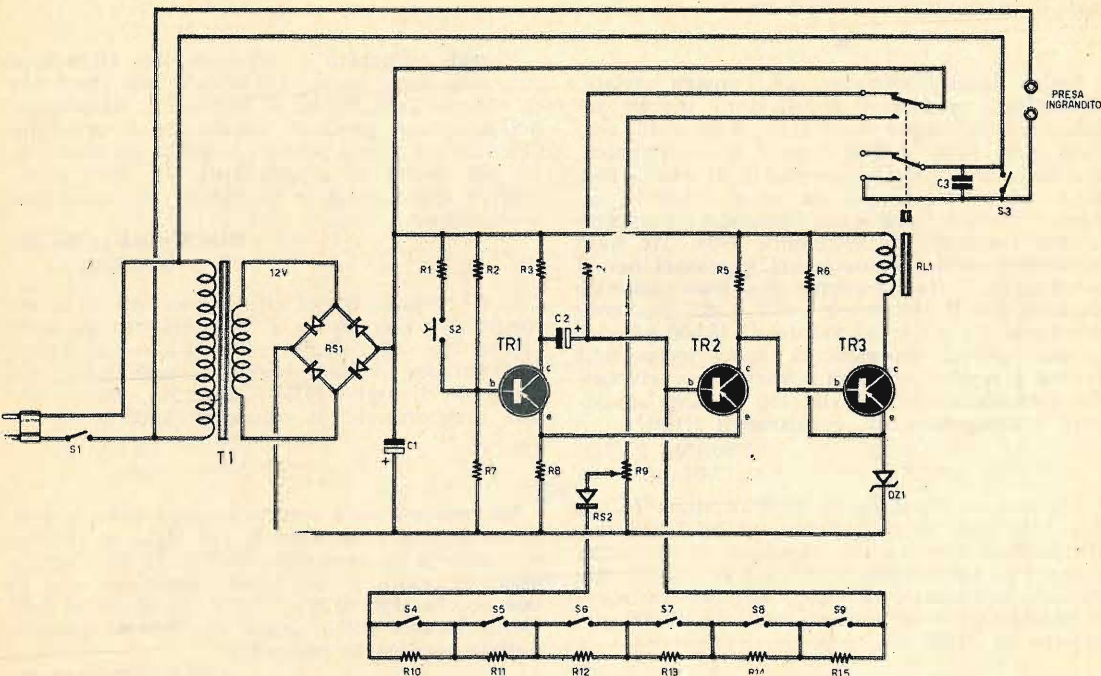 PRESA
INGRANDITO
C3
S3
12V
R1
R2
R3
R5
R6
RL1
RS1
S2
C2
+
TR1
TR2
TR3
c
c
c
b
b
b
e
e
e
S1
T1
C1
+
R7
R8
R9
RS2
DZ1
S4
S5
S6
S7
S8
S9
R10
R11
R12
R13
R14
R15